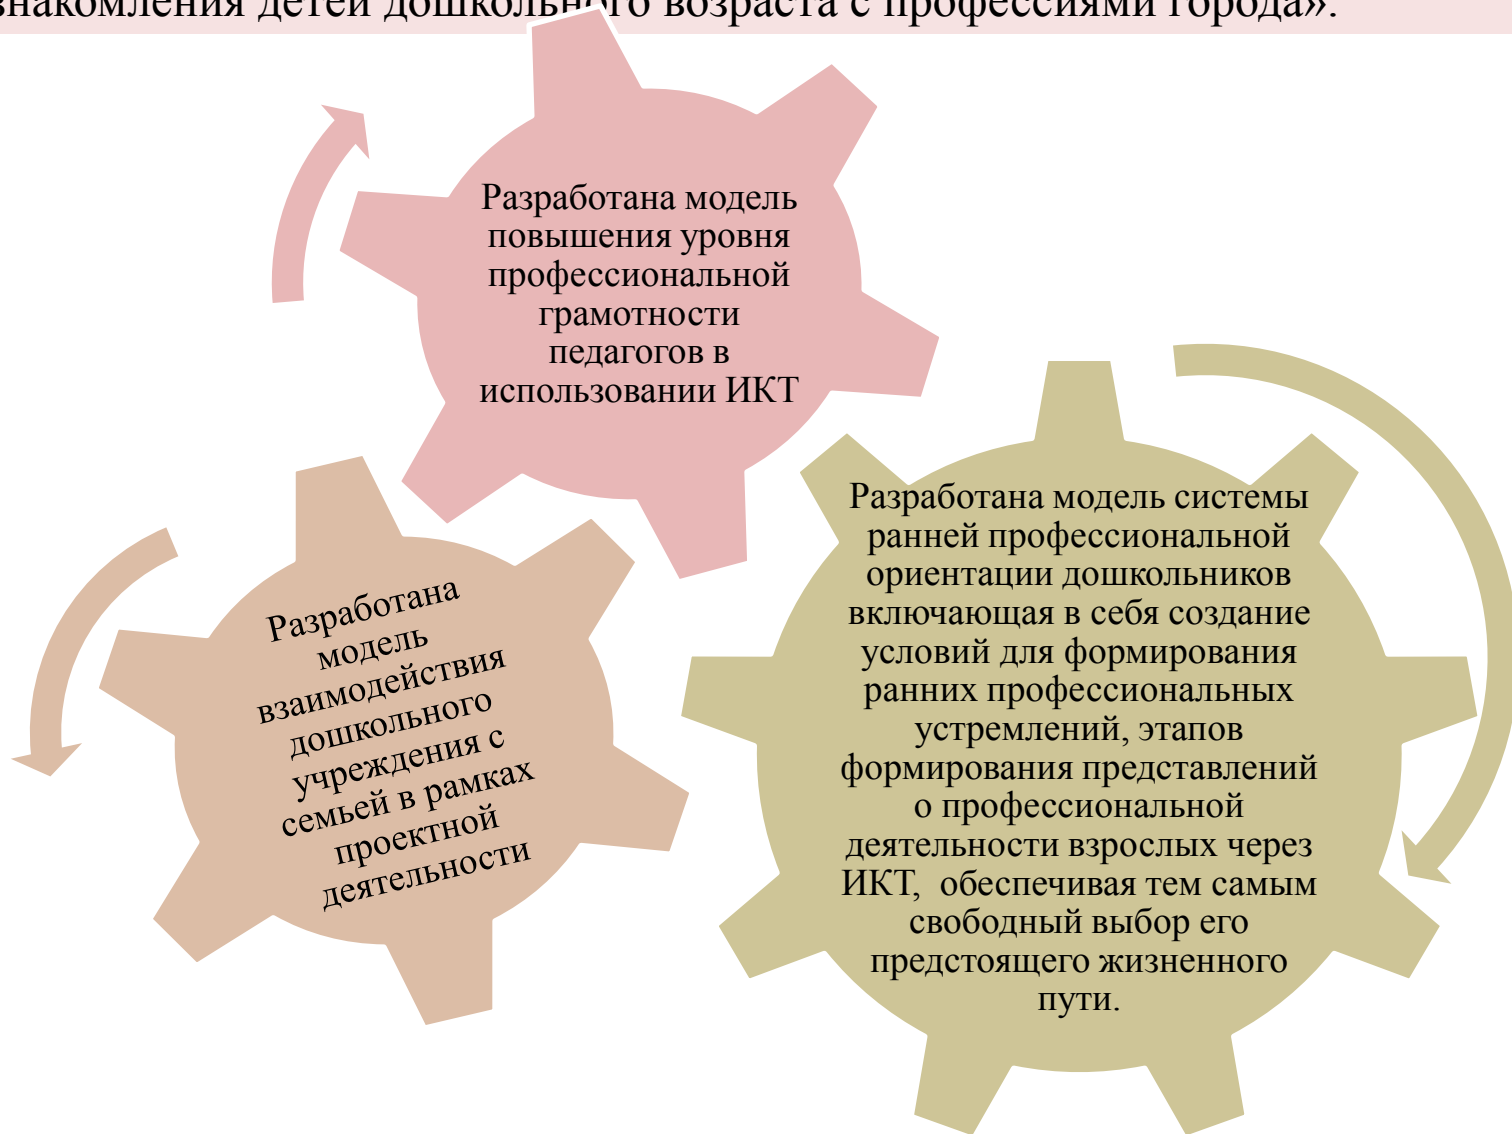 знакомления детей дошкольного возраста с профессиями города».
Разработана модель
повышения уровня
профессиональной
грамотности
педагогов в
использовании ИКТ
Разработана
модель
взаимодействия
дошкольного
учреждения с
семьей в рамках
проектной
деятельности
Разработана модель системы
ранней профессиональной
ориентации дошкольников
включающая в себя создание
условий для формирования
ранних профессиональных
устремлений, этапов
формирования представлений
о профессиональной
деятельности взрослых через
ИКТ,  обеспечивая тем самым
свободный выбор его
предстоящего жизненного
пути.